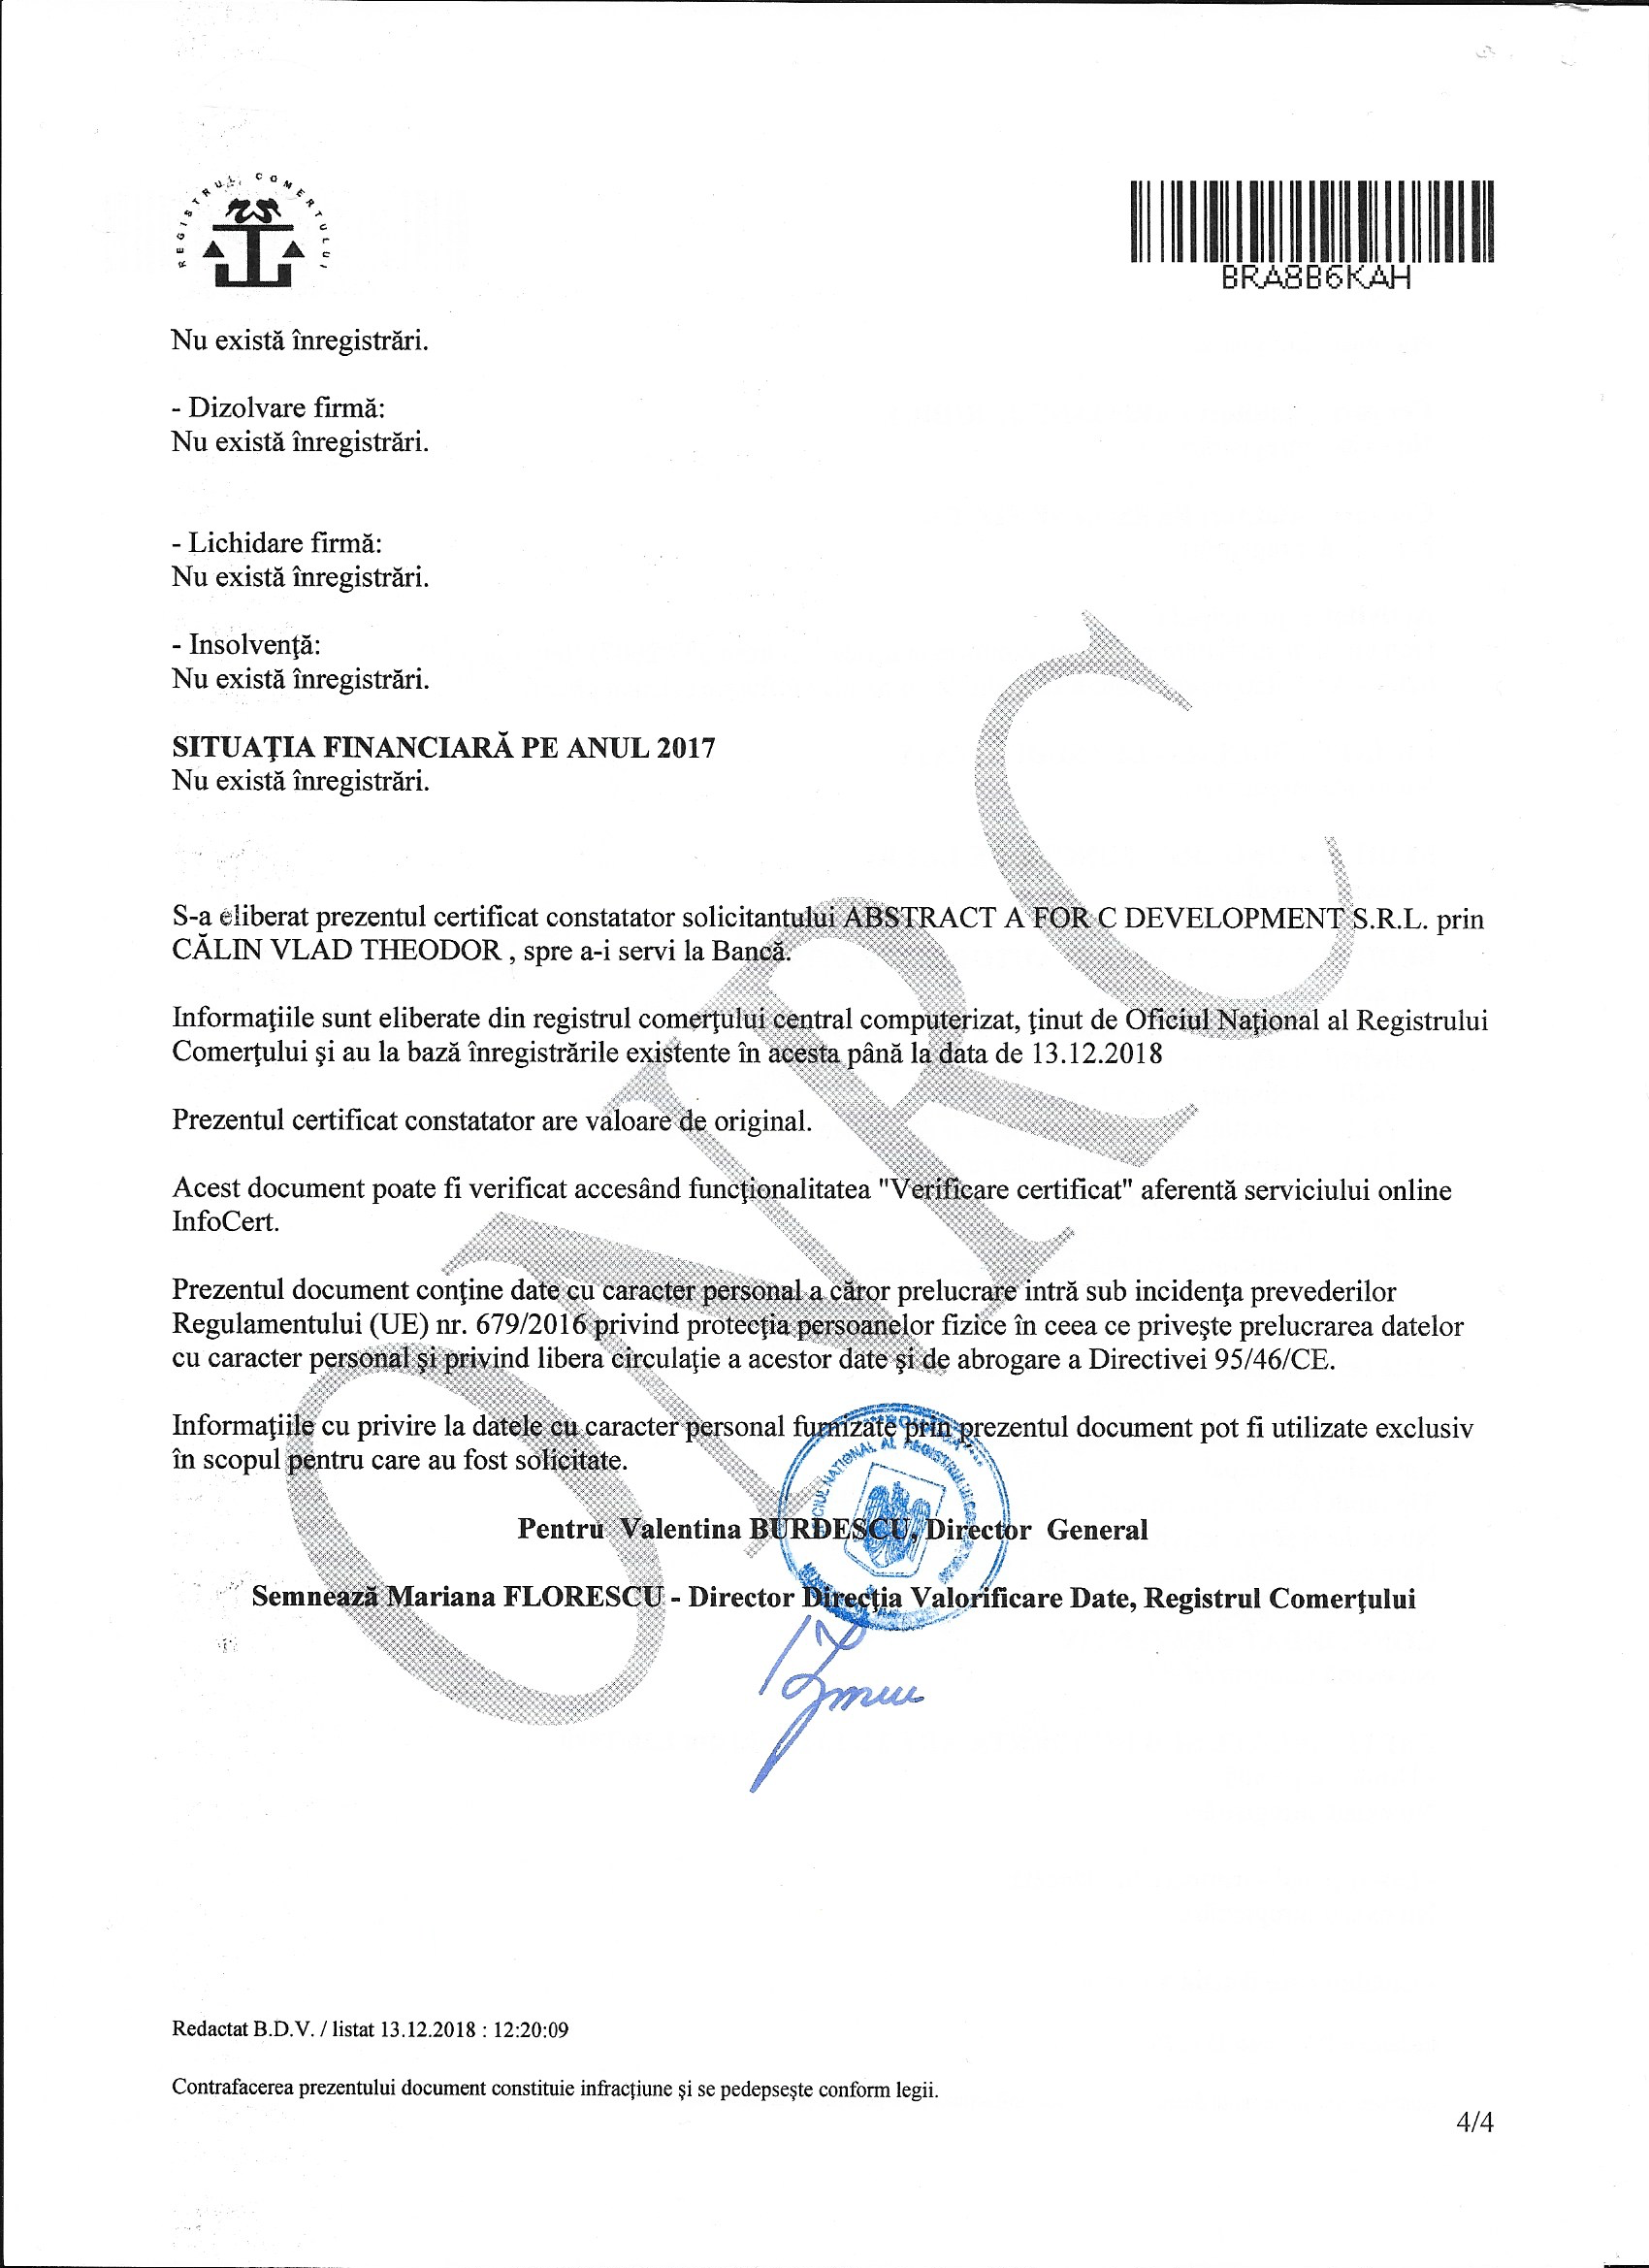 REGISTRUL COMERTULUI
BRA8B6KAH
Nu există înregistrări.
- Dizolvare firmă:
Nu există înregistrări.
- Lichidare firmă:
Nu există înregistrări.
- Insolvenţă:
Nu există înregistrări.
SITUAŢIA FINANCIARĂ PE ANUL 2017
Nu există înregistrări.
S-a eliberat prezentul certificat constatator solicitantului ABSTRACT A FOR C DEVELOPMENT S.R.L. prin
CĂLIN VLAD THEODOR , spre a-i servi la Bancă.
Informaţiile sunt eliberate din registrul comerţului central computerizat, ţinut de Oficiul Naţional al Registrului
Comerţului şi au la bază înregistrările existente în acesta până la data de 13.12.2018
Prezentul certificat constatator are valoare de original.
Acest document poate fi verificat accesând funcţionalitatea "Verificare certificat" aferentă serviciului online
InfoCert.
Prezentul document conţine date cu caracter personal a căror prelucrare intră sub incidenţa prevederilor
Regulamentului (UE) nr. 679/2016 privind protecţia persoanelor fizice în ceea ce priveşte prelucrarea datelor
cu caracter personal şi privind libera circulaţie a acestor date şi de abrogare a Directivei 95/46/CE.
Informaţiile cu privire la datele cu caracter personal furnizate prin prezentul document pot fi utilizate exclusiv
în scopul pentru care au fost solicitate.
NATIONAL AL REGISTRULUI
Pentru Valentina BURDESCU, Director General
Semnează Mariana FLORESCU - Director Direcţia Valorificare Date, Registrul Comerţului
ONRC
Redactat B.D.V. / listat 13.12.2018 : 12:20:09
Contrafacerea prezentului document constituie infracţiune şi se pedepseşte conform legii.
4/4